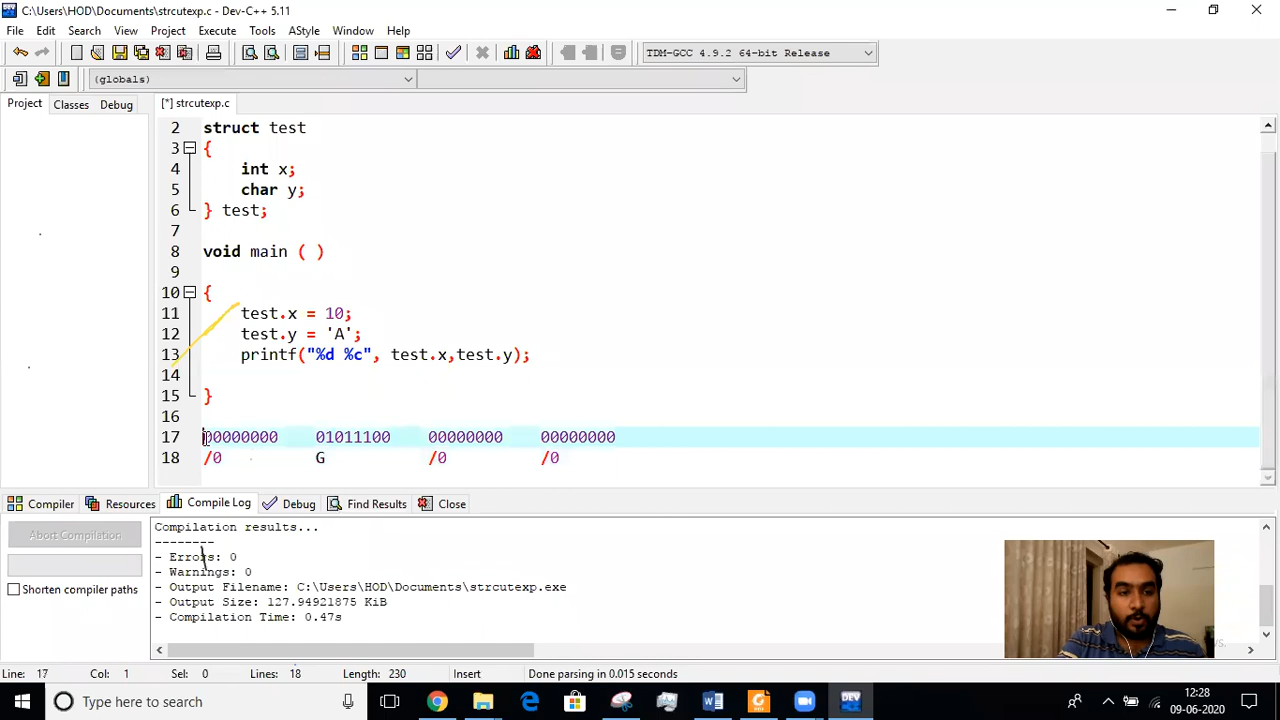 C:\Users\HOD\Documents\strcutexp.c - Dev-C++ 5.11
File Edit Search View Project Execute Tools AStyle Window Help
TDM-GCC 4.9.2 64-bit Release
(globals)
Project Classes Debug
[*] strcutexp.c
2 struct test
3 {
4 int x;
5 char y;
6 } test;
7
8 void main ( )
9
10 {
11 test.x = 10;
12 test.y = 'A';
13 printf("%d %c", test.x,test.y);
14
15 }
16
17 00000000 01011100 00000000 00000000
18 /0 G /0 /0
Compiler Resources Compile Log Debug Find Results Close
Abort Compilation
Shorten compiler paths
Compilation results...
--------
- Errors: 0
- Warnings: 0
- Output Filename: C:\Users\HOD\Documents\strcutexp.exe
- Output Size: 127.94921875 KiB
- Compilation Time: 0.47s
Line: 17 Col: 1 Sel: 0 Lines: 18 Length: 230 Insert Done parsing in 0.015 seconds
Type here to search
12:28
09-06-2020